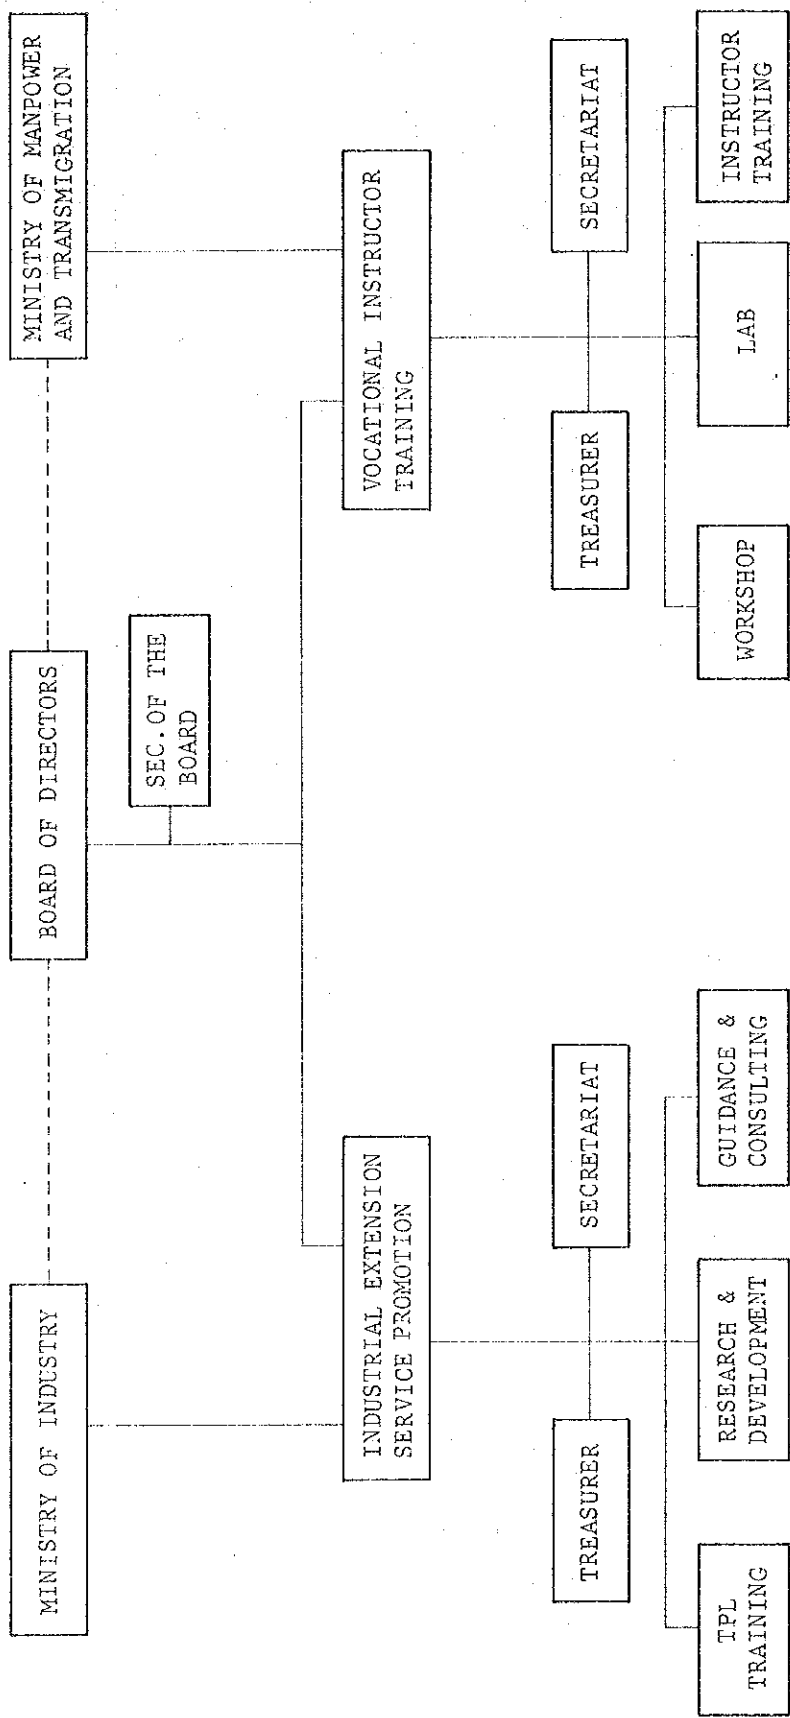 MINISTRY OF INDUSTRY
BOARD OF DIRECTORS
MINISTRY OF MANPOWER
AND TRANSMIGRATION
SEC.OF THE
BOARD
INDUSTRIAL EXTENSION
SERVICE PROMOTION
VOCATIONAL INSTRUCTOR
TRAINING
TREASURER
SECRETARIAT
TREASURER
SECRETARIAT
TPL
TRAINING
RESEARCH &
DEVELOPMENT
GUIDANCE &
CONSULTING
WORKSHOP
LAB
INSTRUCTOR
TRAINING